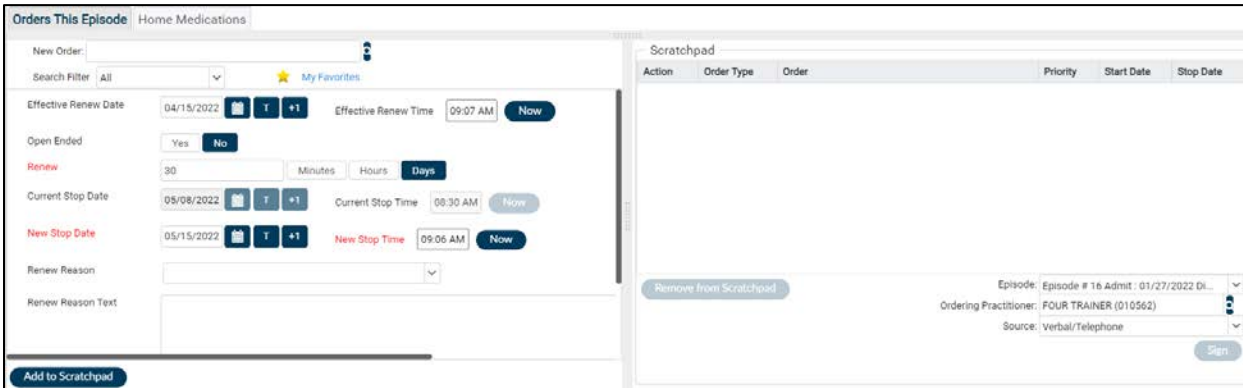 Orders This Episode Home Medications
New Order:
Search Filter All My Favorites
Effective Renew Date 04/15/2022 T +1 Effective Renew Time 09:07 AM Now
Open Ended Yes No
Renew 30 Minutes Hours Days
Current Stop Date 05/08/2022 T +1 Current Stop Time 08:30 AM Now
New Stop Date 05/15/2022 T +1 New Stop Time 09:06 AM Now
Renew Reason
Renew Reason Text
Add to Scratchpad
Scratchpad
Action Order Type Order Priority Start Date Stop Date
Remove from Scratchpad
Episode: Episode # 16 Admit : 01/27/2022 Di...
Ordering Practitioner: FOUR TRAINER (010562)
Source: Verbal/Telephone
Sign